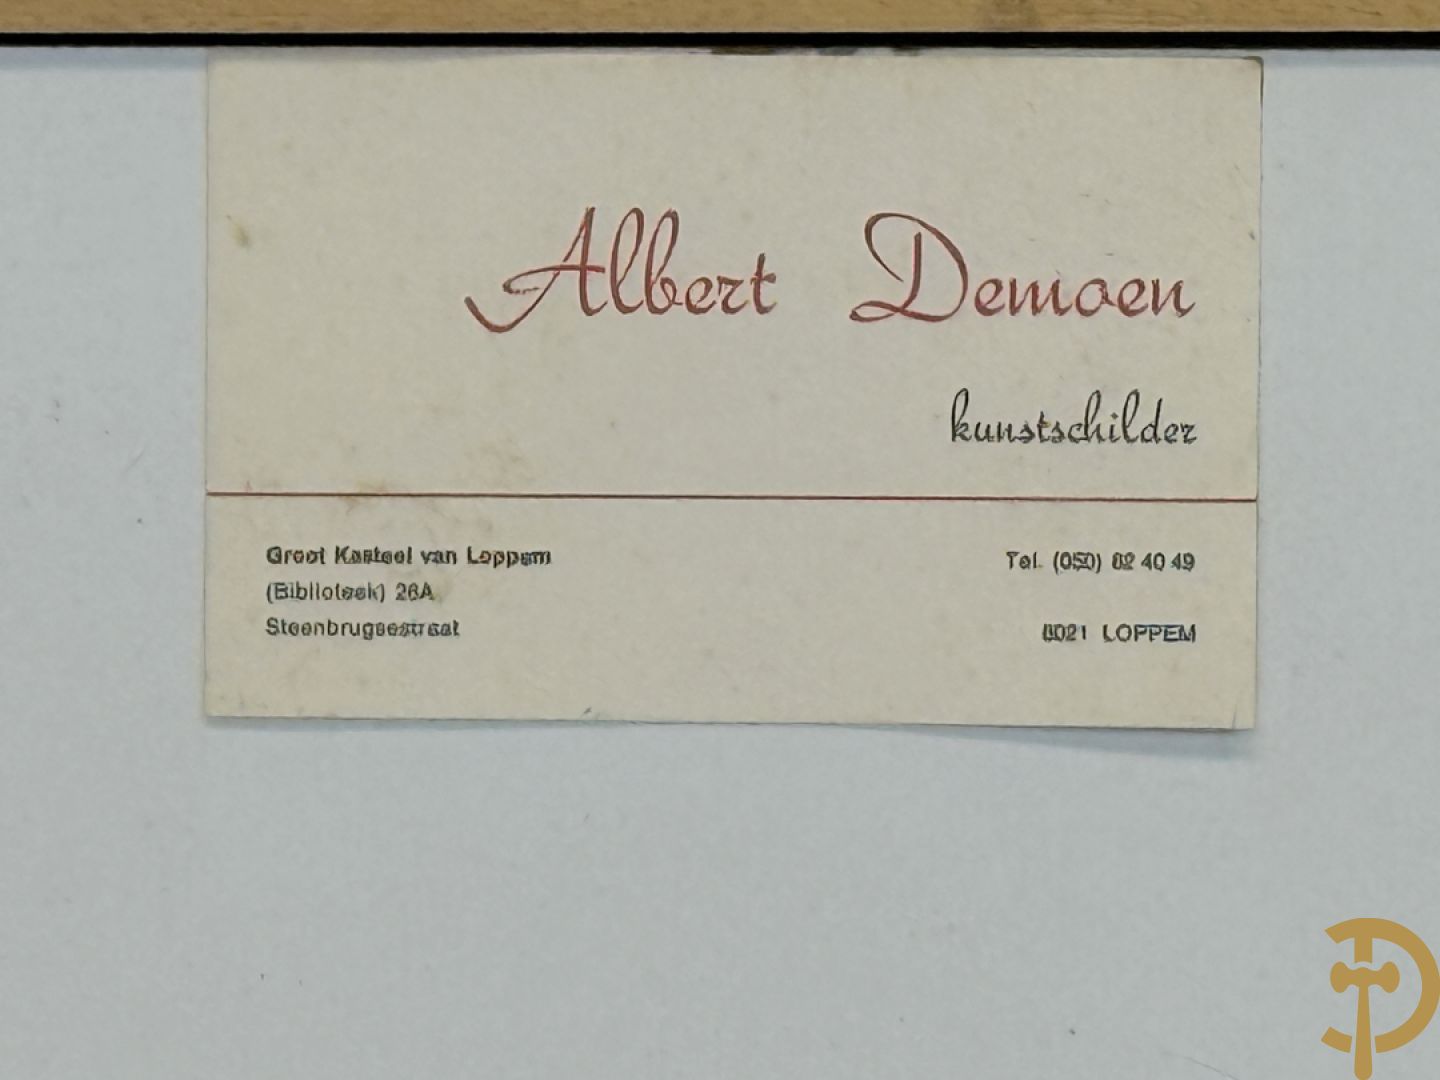 Albert Demoen
kunstschilder
Groot Kasteel van Loppem
(Biblioteek) 26A
Steenbrugsestraat
Tel. (050) 82 40 49
8021 LOPPEM